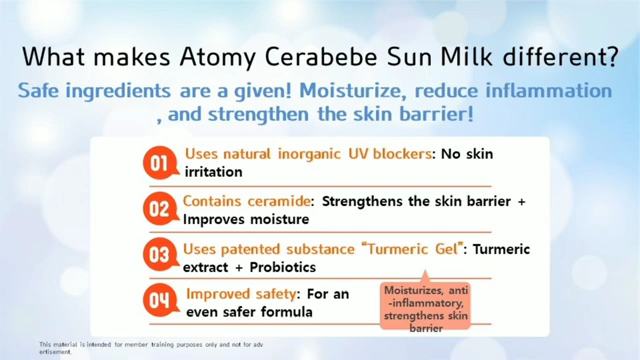 What makes Atomy Cerabebe Sun Milk different?
Safe ingredients are a given! Moisturize, reduce inflammation
, and strengthen the skin barrier!
01 Uses natural inorganic UV blockers: No skin
irritation
02 Contains ceramide: Strengthens the skin barrier +
Improves moisture
03 Uses patented substance “Turmeric Gel”: Turmeric
extract + Probiotics
04 Improved safety: For an
even safer formula
Moisturizes, anti
-inflammatory,
strengthens skin
barrier
This material is intended for member training purposes only and not for adv
ertisement.